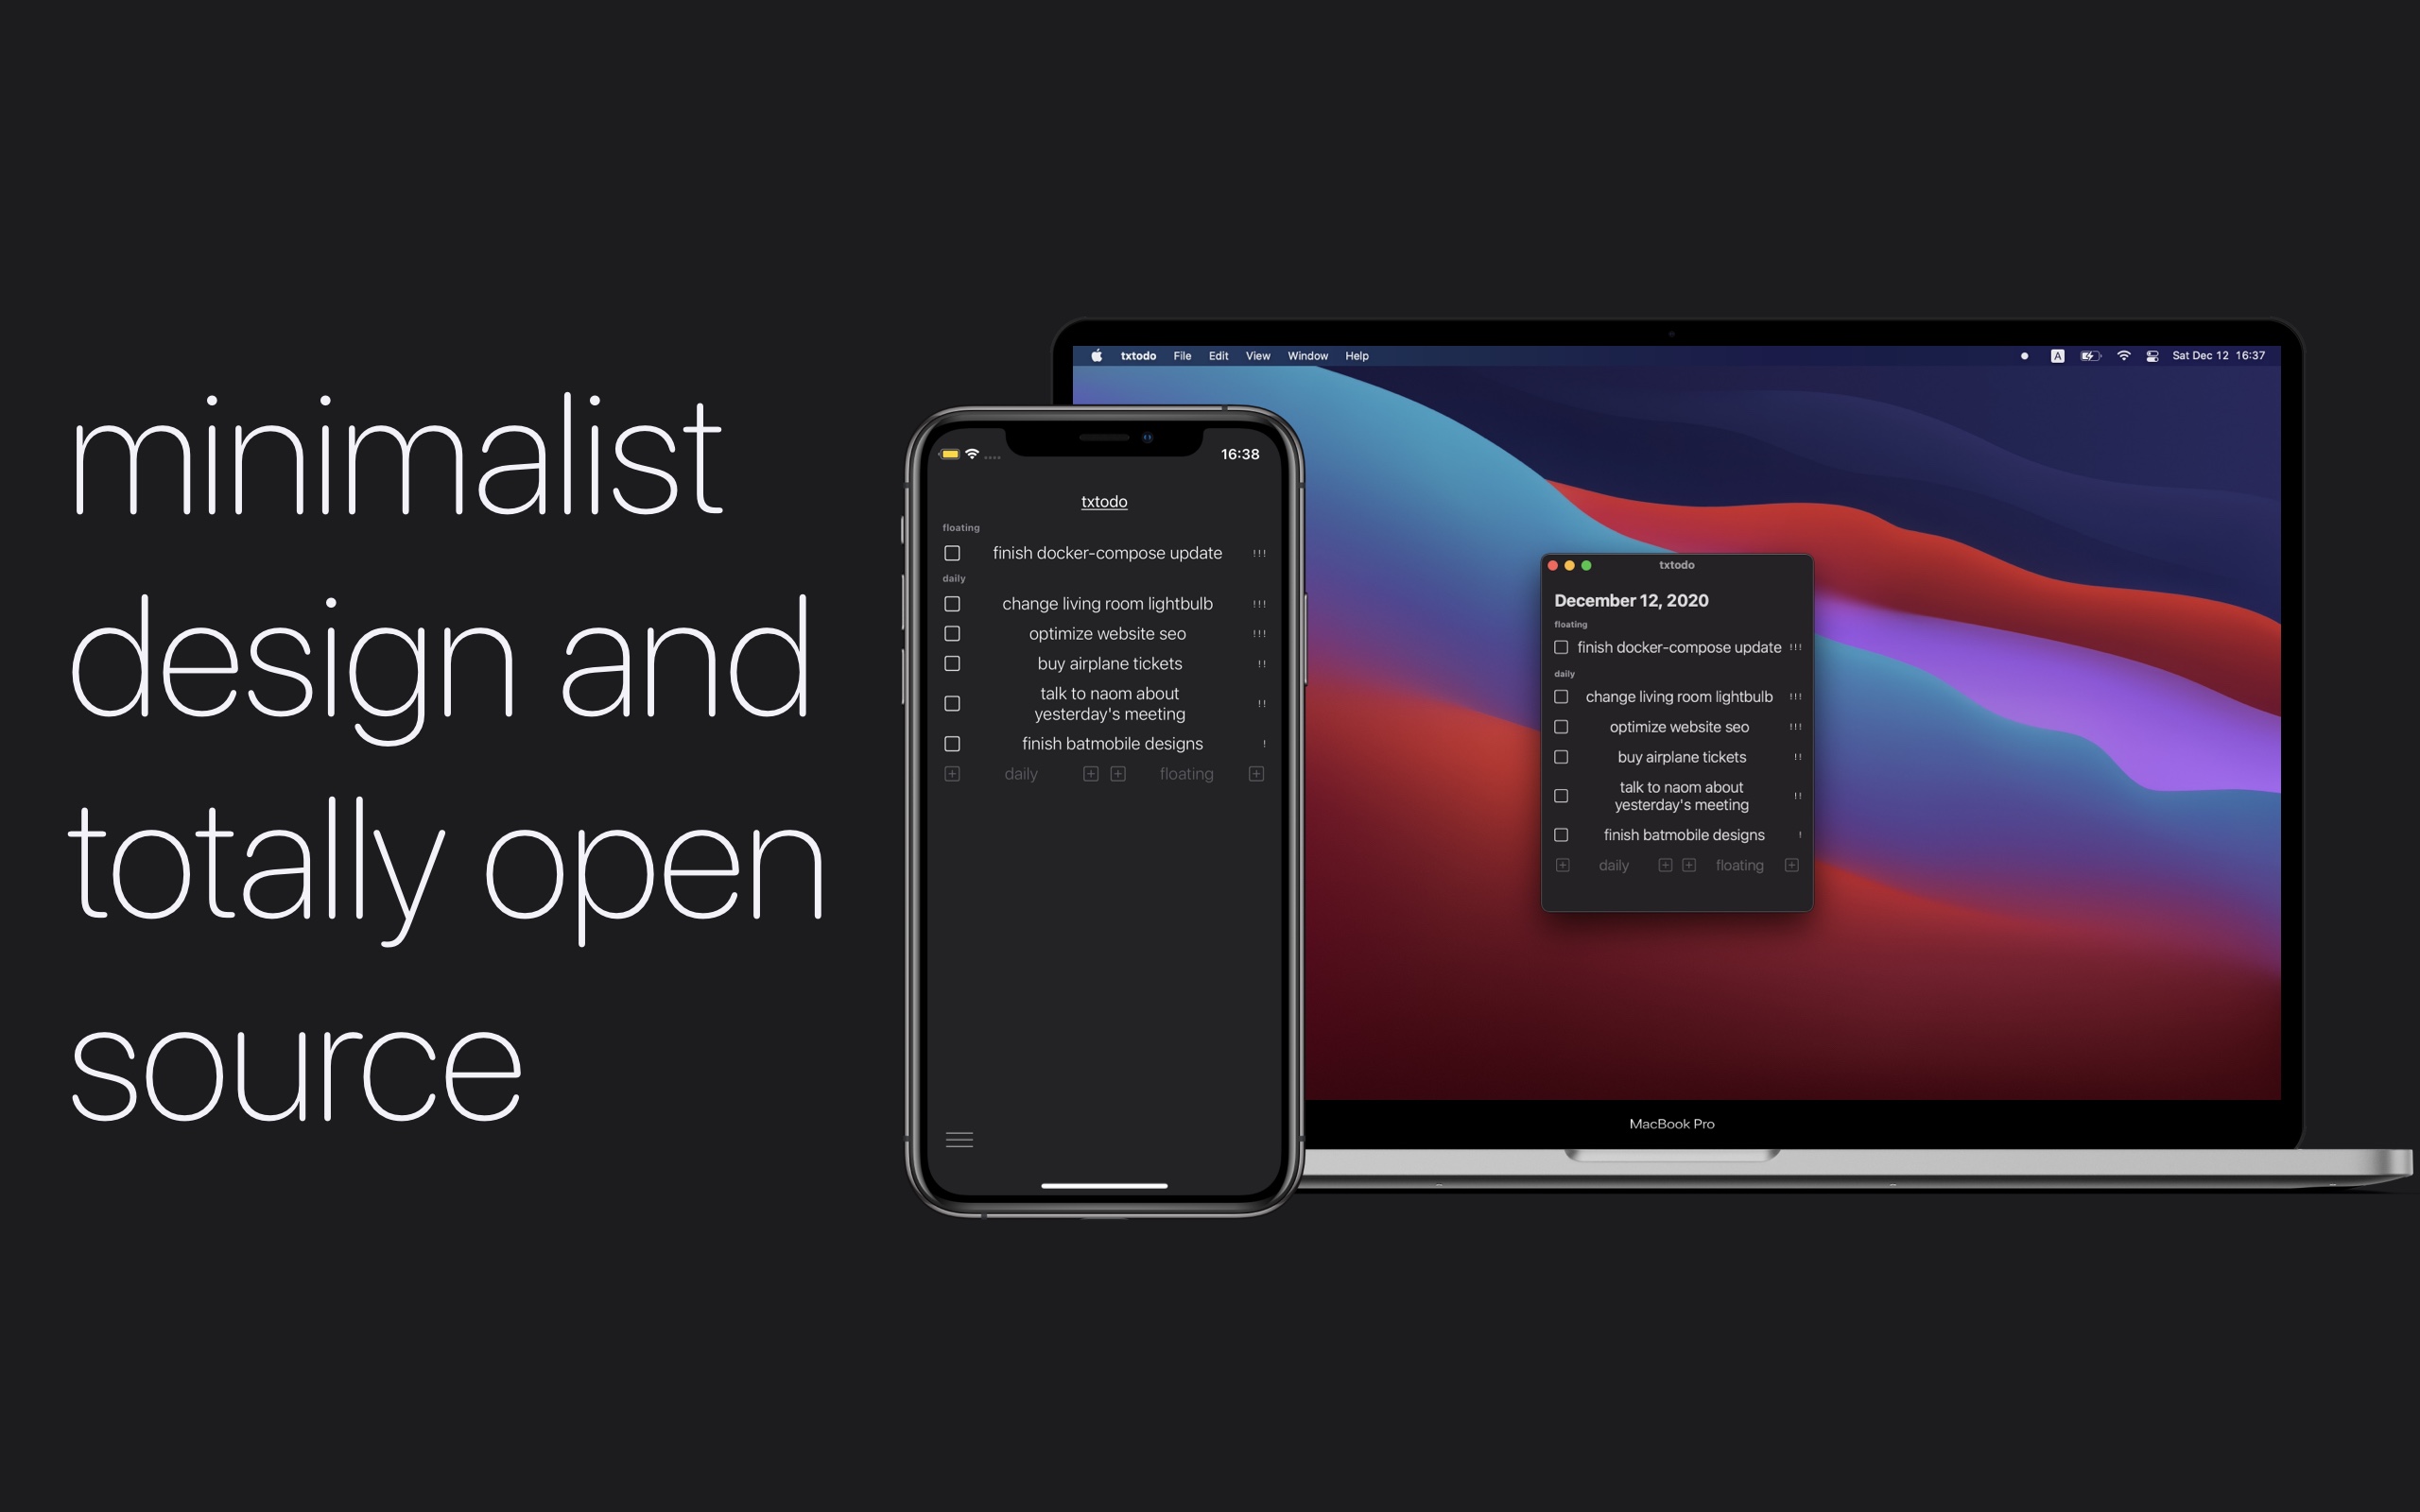 minimalist
design and
totally open
source
16:38
txtodo
floating
finish docker-compose update !!!
daily
change living room lightbulb !!!
optimize website seo !!!
buy airplane tickets !!
talk to naom about
yesterday's meeting !!
finish batmobile designs !
daily floating
txtodo File Edit View Window Help A Sat Dec 12 16:37
txtodo
December 12, 2020
floating
finish docker-compose update !!!
daily
change living room lightbulb !!!
optimize website seo !!!
buy airplane tickets !!
talk to naom about
yesterday's meeting !!
finish batmobile designs !
daily floating
MacBook Pro